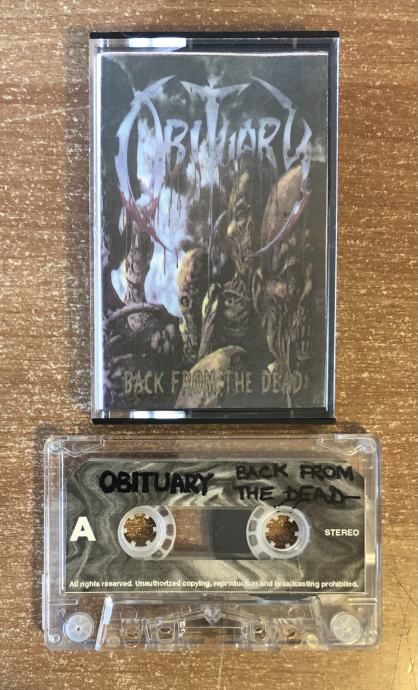 OBITUARY
BACK FROM THE DEAD
OBITUARY BACK FROM
THE DEAD
A
STEREO
All rights reserved. Unauthorized copying, reproduction and broadcasting prohibited.